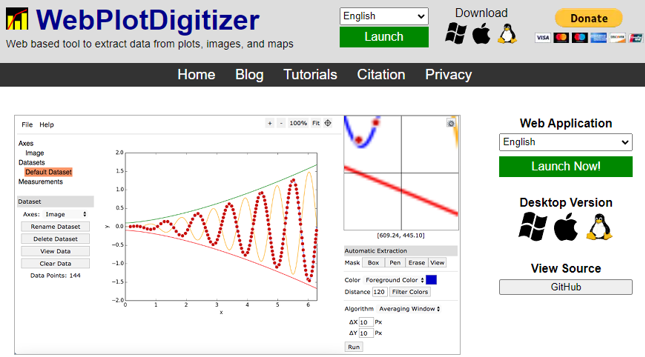 WebPlotDigitizer
Web based tool to extract data from plots, images, and maps
English
Launch
Download
Donate
VISA
Home Blog Tutorials Citation Privacy
File Help
+ - 100% Fit
Axes
Image
Datasets
Default Dataset
Measurements
Dataset
Axes: Image
Rename Dataset
Delete Dataset
View Data
Clear Data
Data Points: 144
2.0
1.5
1.0
0.5
0.0
-0.5
-1.0
-1.5
-2.0
y
0 1 2 3 4 5 6
x
[609.24, 445.10]
Automatic Extraction
Mask Box Pen Erase View
Color Foreground Color
Distance 120 Filter Colors
Algorithm Averaging Window
ΔX 10 Px
ΔY 10 Px
Run
Web Application
English
Launch Now!
Desktop Version
View Source
GitHub